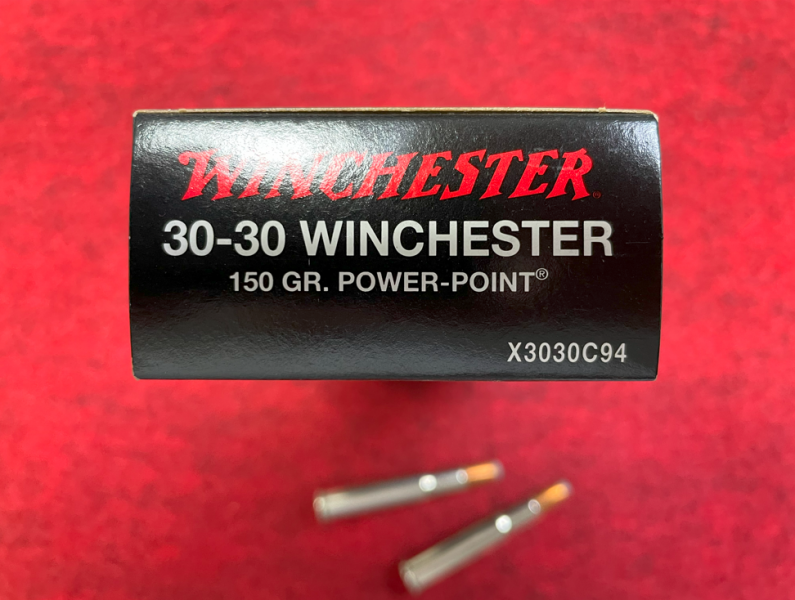 WINCHESTER®
30-30 WINCHESTER
150 GR. POWER-POINT®
X3030C94